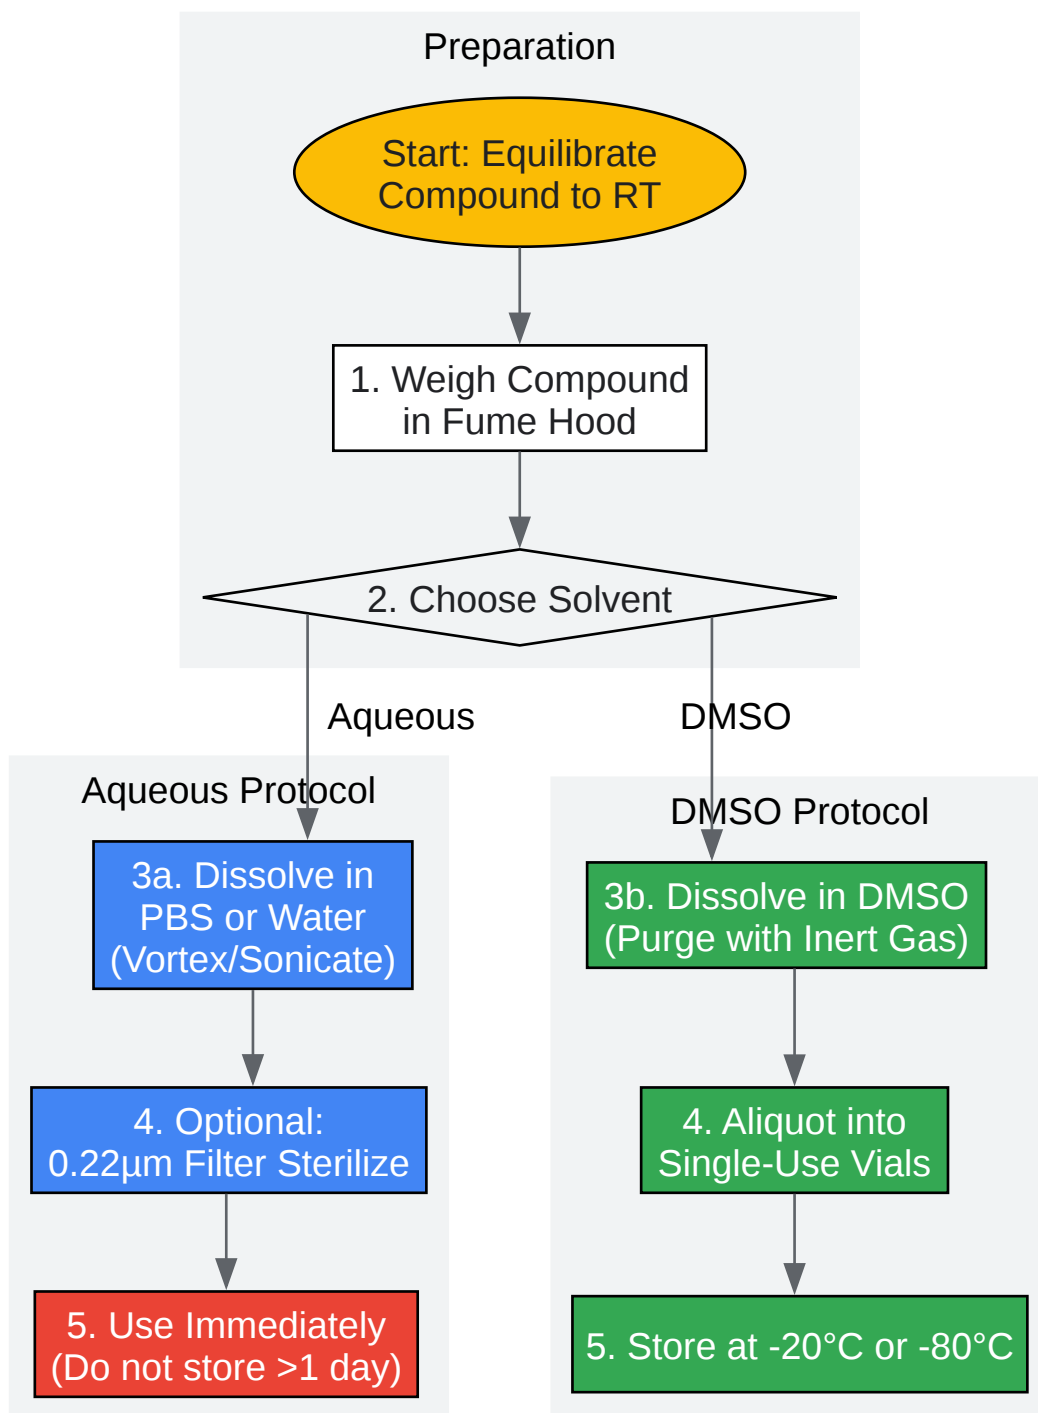 Preparation
Start: Equilibrate
Compound to RT
1. Weigh Compound
in Fume Hood
2. Choose Solvent
Aqueous
DMSO
Aqueous Protocol
3a. Dissolve in
PBS or Water
(Vortex/Sonicate)
4. Optional:
0.22µm Filter Sterilize
5. Use Immediately
(Do not store >1 day)
DMSO Protocol
3b. Dissolve in DMSO
(Purge with Inert Gas)
4. Aliquot into
Single-Use Vials
5. Store at -20°C or -80°C